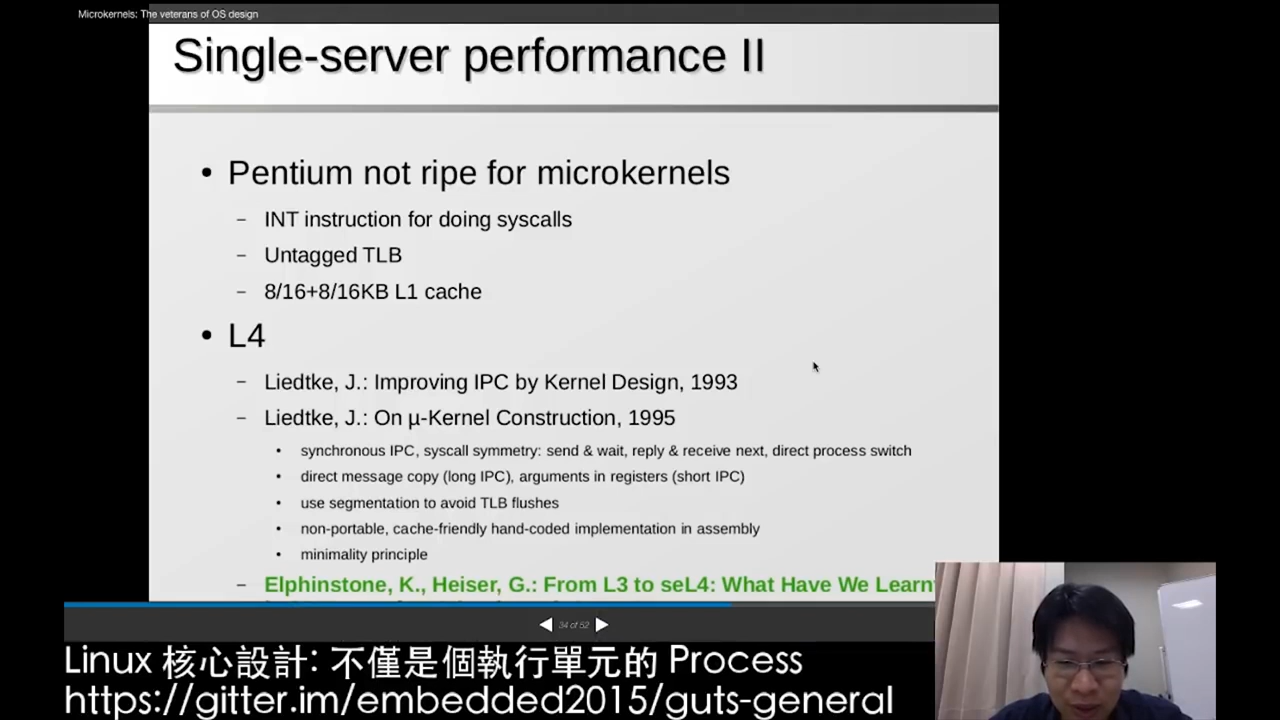 Microkernels: The veterans of OS design
Single-server performance II
• Pentium not ripe for microkernels
– INT instruction for doing syscalls
– Untagged TLB
– 8/16+8/16KB L1 cache
• L4
– Liedtke, J.: Improving IPC by Kernel Design, 1993
– Liedtke, J.: On µ-Kernel Construction, 1995
• synchronous IPC, syscall symmetry: send & wait, reply & receive next, direct process switch
• direct message copy (long IPC), arguments in registers (short IPC)
• use segmentation to avoid TLB flushes
• non-portable, cache-friendly hand-coded implementation in assembly
• minimality principle
– Elphinstone, K., Heiser, G.: From L3 to seL4: What Have We Learn
34 of 52
Linux 核心設計: 不僅是個執行單元的 Process
https://gitter.im/embedded2015/guts-general